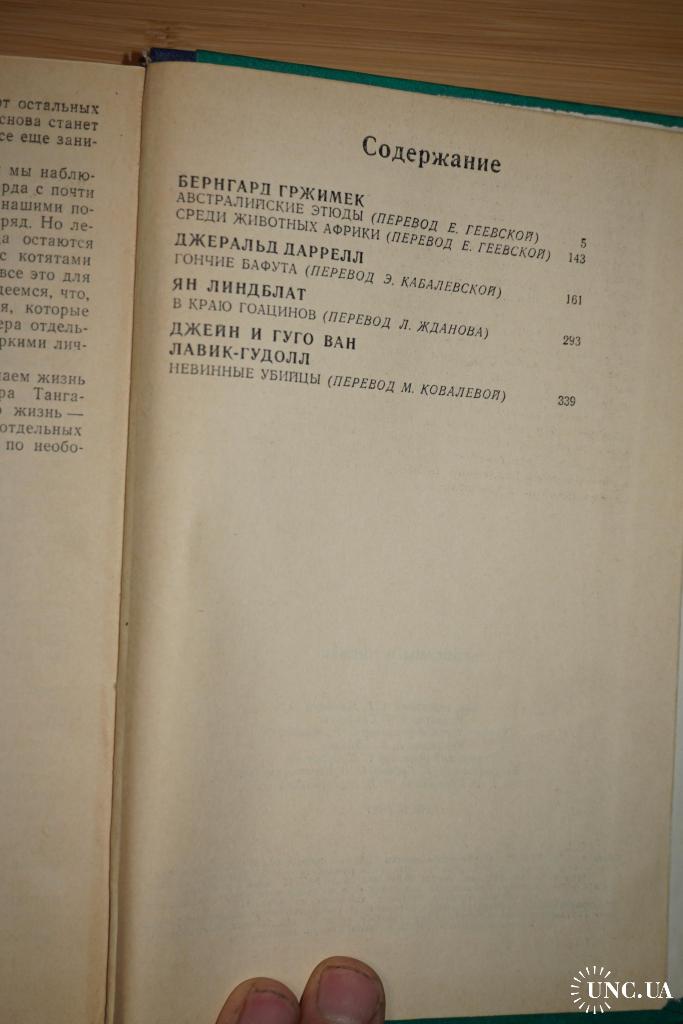 от остальных
снова станет
се еще зани-
мы наблю-
рда с почти
нашими по-
ряд. Но ле-
а остаются
с котятами
все это для
деемся, что,
я, которые
ера отдель-
ркими лич-
наем жизнь
ра Танга-
о жизнь —
отдельных
по необо-
Содержание
БЕРНГАРД ГРЖИМЕК
АВСТРАЛИЙСКИЕ ЭТЮДЫ (ПЕРЕВОД Е. ГЕЕВСКОЙ) 5
СРЕДИ ЖИВОТНЫХ АФРИКИ (ПЕРЕВОД Е. ГЕЕВСКОЙ) 143
ДЖЕРАЛЬД ДАРРЕЛЛ
ГОНЧИЕ БАФУТА (ПЕРЕВОД Э. КАБАЛЕВСКОЙ) 161
ЯН ЛИНДБЛАТ
В КРАЮ ГОАЦИНОВ (ПЕРЕВОД Л. ЖДАНОВА) 293
ДЖЕЙН И ГУГО ВАН
ЛАВИК-ГУДОЛЛ
НЕВИННЫЕ УБИЙЦЫ (ПЕРЕВОД М. КОВАЛЕВОЙ) 339
UNC.UA